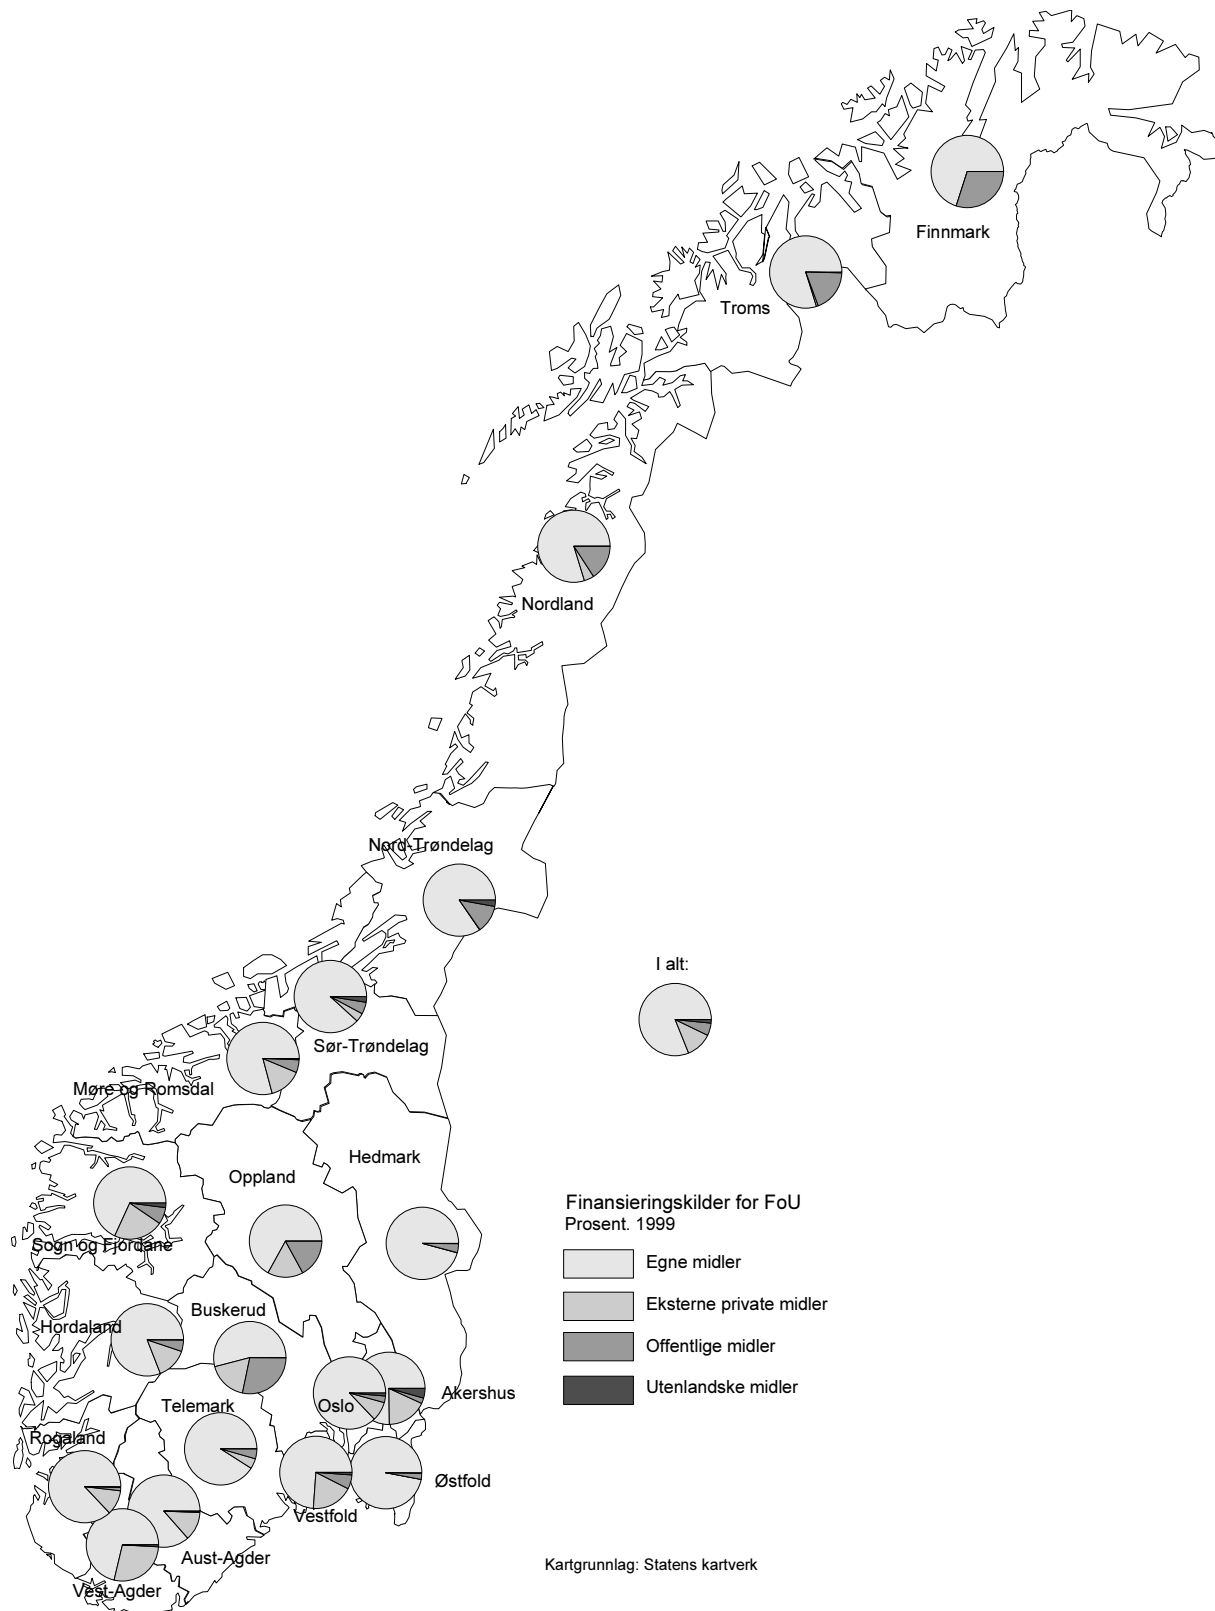 Finnmark
Troms
Nordland
Nord-Trøndelag
I alt:
Sør-Trøndelag
Møre og Romsdal
Hedmark
Oppland
Finansieringskilder for FoU
Prosent. 1999
Egne midler
Eksterne private midler
Offentlige midler
Utenlandske midler
Sogn og Fjordane
Buskerud
Hordaland
Akershus
Oslo
Telemark
Rogaland
Østfold
Vestfold
Aust-Agder
Vest-Agder
Kartgrunnlag: Statens kartverk